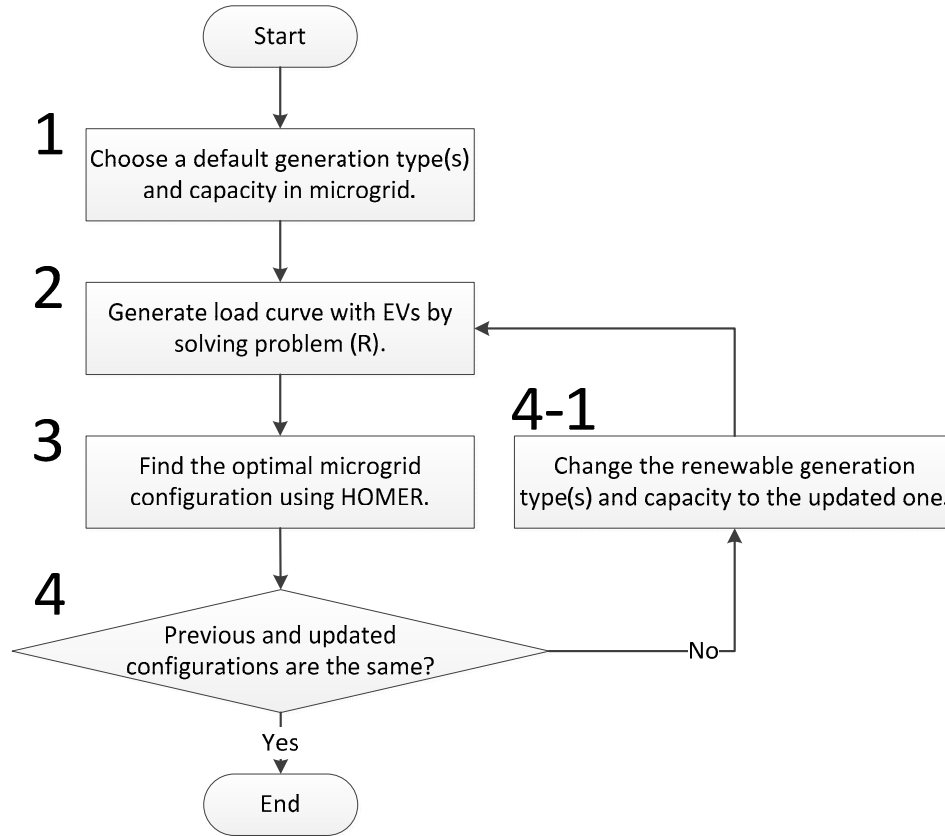 Start
1
Choose a default generation type(s)
and capacity in microgrid.
2
Generate load curve with EVs by
solving problem (R).
3
Find the optimal microgrid
configuration using HOMER.
4-1
Change the renewable generation
type(s) and capacity to the updated one.
4
Previous and updated
configurations are the same?
No
Yes
End